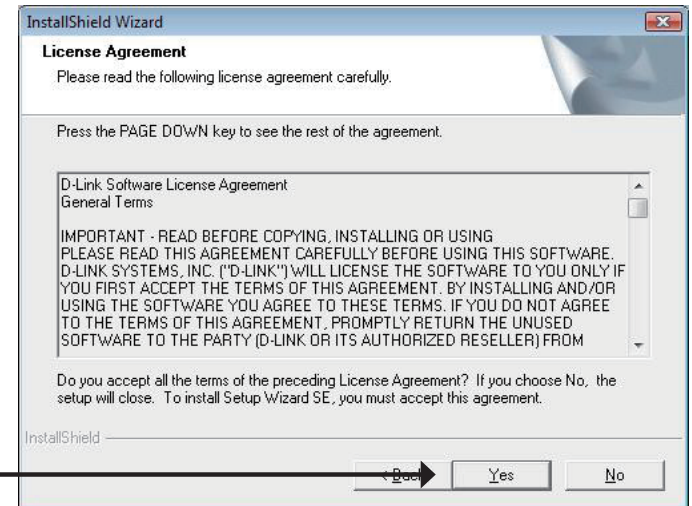 InstallShield Wizard
License Agreement
Please read the following license agreement carefully.
Press the PAGE DOWN key to see the rest of the agreement.
D-Link Software License Agreement
General Terms
IMPORTANT - READ BEFORE COPYING, INSTALLING OR USING
PLEASE READ THIS AGREEMENT CAREFULLY BEFORE USING THIS SOFTWARE.
D-LINK SYSTEMS, INC. ("D-LINK") WILL LICENSE THE SOFTWARE TO YOU ONLY IF
YOU FIRST ACCEPT THE TERMS OF THIS AGREEMENT. BY INSTALLING AND/OR
USING THE SOFTWARE YOU AGREE TO THESE TERMS. IF YOU DO NOT AGREE
TO THE TERMS OF THIS AGREEMENT, PROMPTLY RETURN THE UNUSED
SOFTWARE TO THE PARTY (D-LINK OR ITS AUTHORIZED RESELLER) FROM
Do you accept all the terms of the preceding License Agreement? If you choose No, the
setup will close. To install Setup Wizard SE, you must accept this agreement.
InstallShield
< Back Yes No